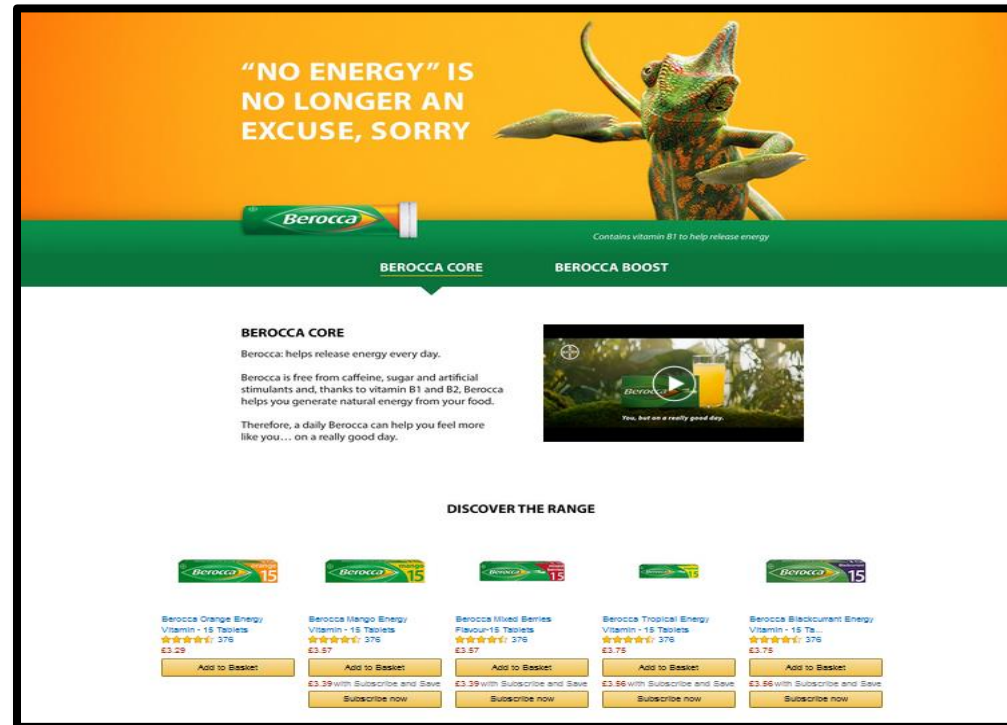 “NO ENERGY” IS
NO LONGER AN
EXCUSE, SORRY
Berocca
Contains vitamin B1 to help release energy
BEROCCA CORE
BEROCCA BOOST
BEROCCA CORE
Berocca: helps release energy every day.
Berocca is free from caffeine, sugar and artificial
stimulants and, thanks to vitamin B1 and B2, Berocca
helps you generate natural energy from your food.
Therefore, a daily Berocca can help you feel more
like you… on a really good day.
Berocca
You, but on a really good day.
DISCOVER THE RANGE
Berocca orange 15
Berocca mango 15
Berocca 15
Berocca 15
Berocca Blackcurrant 15
Berocca Orange Energy
Vitamin - 15 Tablets
376
£3.29
Add to Basket
Berocca Mango Energy
Vitamin - 15 Tablets
376
£3.57
Add to Basket
£3.39 with Subscribe and Save
Subscribe now
Berocca Mixed Berries
Flavour-15 Tablets
376
£3.57
Add to Basket
£3.39 with Subscribe and Save
Subscribe now
Berocca Tropical Energy
Vitamin - 15 Tablets
376
£3.75
Add to Basket
£3.56 with Subscribe and Save
Subscribe now
Berocca Blackcurrant Energy
Vitamin - 15 Ta...
376
£3.75
Add to Basket
£3.56 with Subscribe and Save
Subscribe now